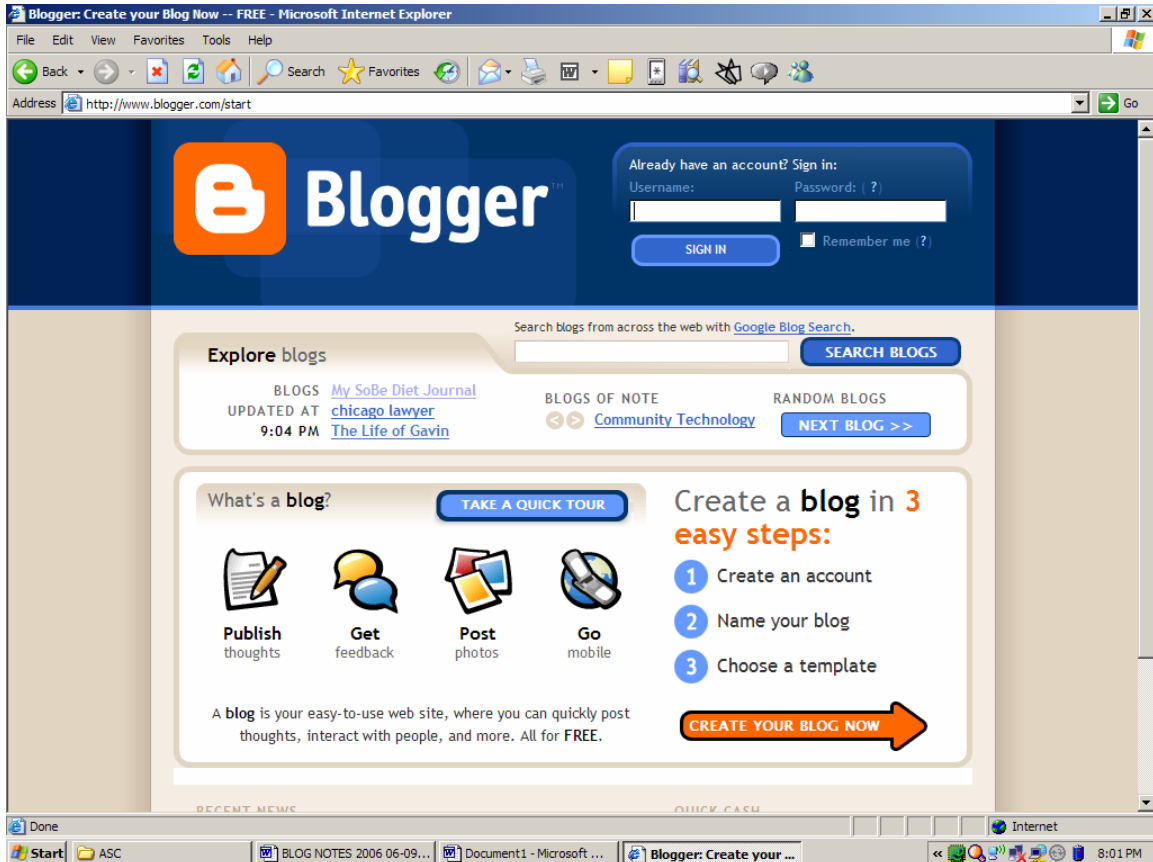 Blogger: Create your Blog Now -- FREE - Microsoft Internet Explorer
File Edit View Favorites Tools Help
Back Search Favorites
Address http://www.blogger.com/start Go
Blogger™
Already have an account? Sign in:
Username: Password: ( ? )
SIGN IN Remember me (?)
Search blogs from across the web with Google Blog Search.
SEARCH BLOGS
Explore blogs
BLOGS UPDATED AT 9:04 PM
My SoBe Diet Journal
chicago lawyer
The Life of Gavin
BLOGS OF NOTE
< > Community Technology
RANDOM BLOGS
NEXT BLOG >>
What's a blog?
TAKE A QUICK TOUR
Publish thoughts
Get feedback
Post photos
Go mobile
A blog is your easy-to-use web site, where you can quickly post
thoughts, interact with people, and more. All for FREE.
Create a blog in 3
easy steps:
1 Create an account
2 Name your blog
3 Choose a template
CREATE YOUR BLOG NOW
RECENT NEWS QUICK CASH
Done Internet
Start ASC BLOG NOTES 2006 06-09... Document1 - Microsoft ... Blogger: Create your ... « 8:01 PM